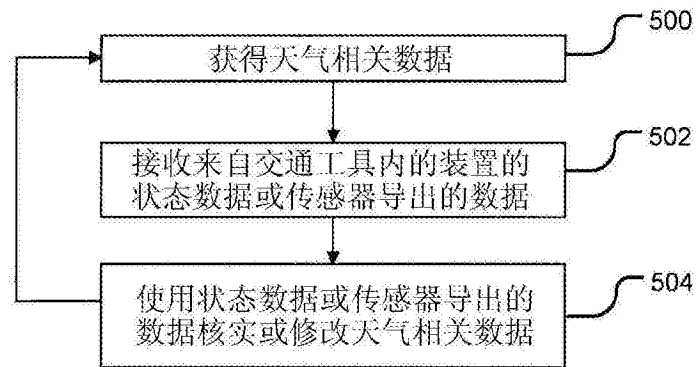 500
获得天气相关数据
502
接收来自交通工具内的装置的
状态数据或传感器导出的数据
504
使用状态数据或传感器导出的
数据核实或修改天气相关数据